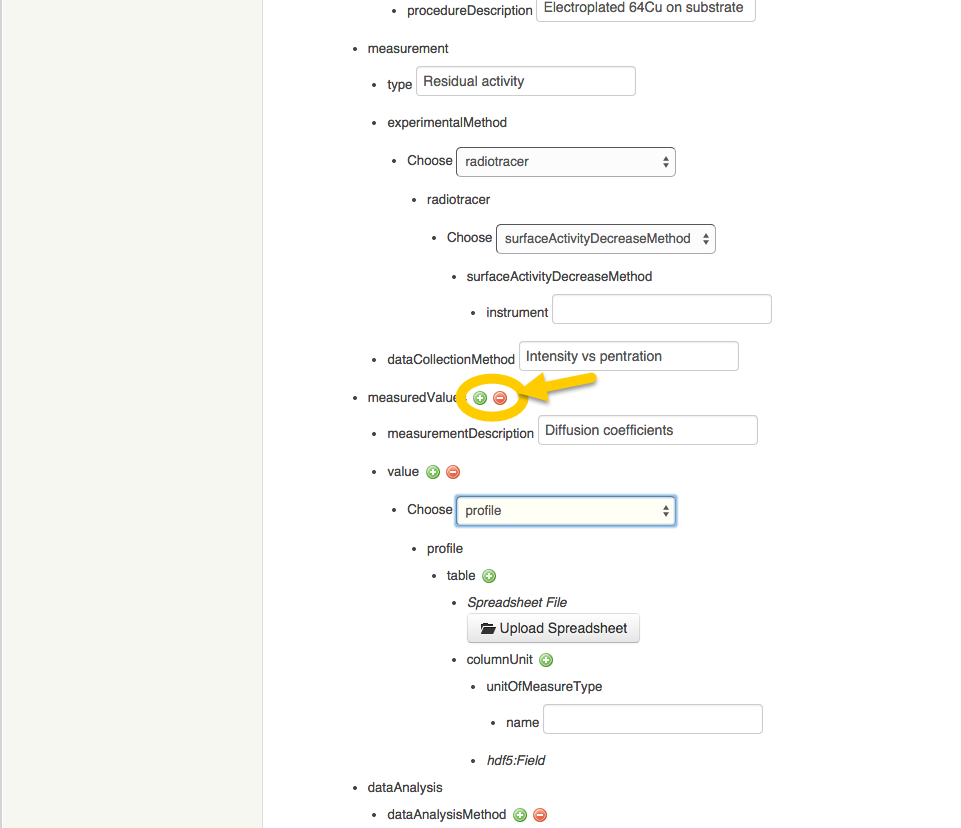 procedureDescription Electroplated 64Cu on substrate
measurement
type Residual activity
experimentalMethod
Choose radiotracer
radiotracer
Choose surfaceActivityDecreaseMethod
surfaceActivityDecreaseMethod
instrument
dataCollectionMethod Intensity vs pentration
measuredValue
measurementDescription Diffusion coefficients
value
Choose profile
profile
table
Spreadsheet File
Upload Spreadsheet
columnUnit
unitOfMeasureType
name
hdf5:Field
dataAnalysis
dataAnalysisMethod